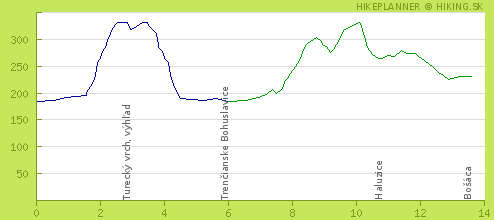 HIKEPLANNER © HIKING.SK
300
250
200
150
100
50
Turecký vrch, výhľad
Trenčianske Bohuslavice
Haluzice
Bošáca
0
2
4
6
8
10
12
14